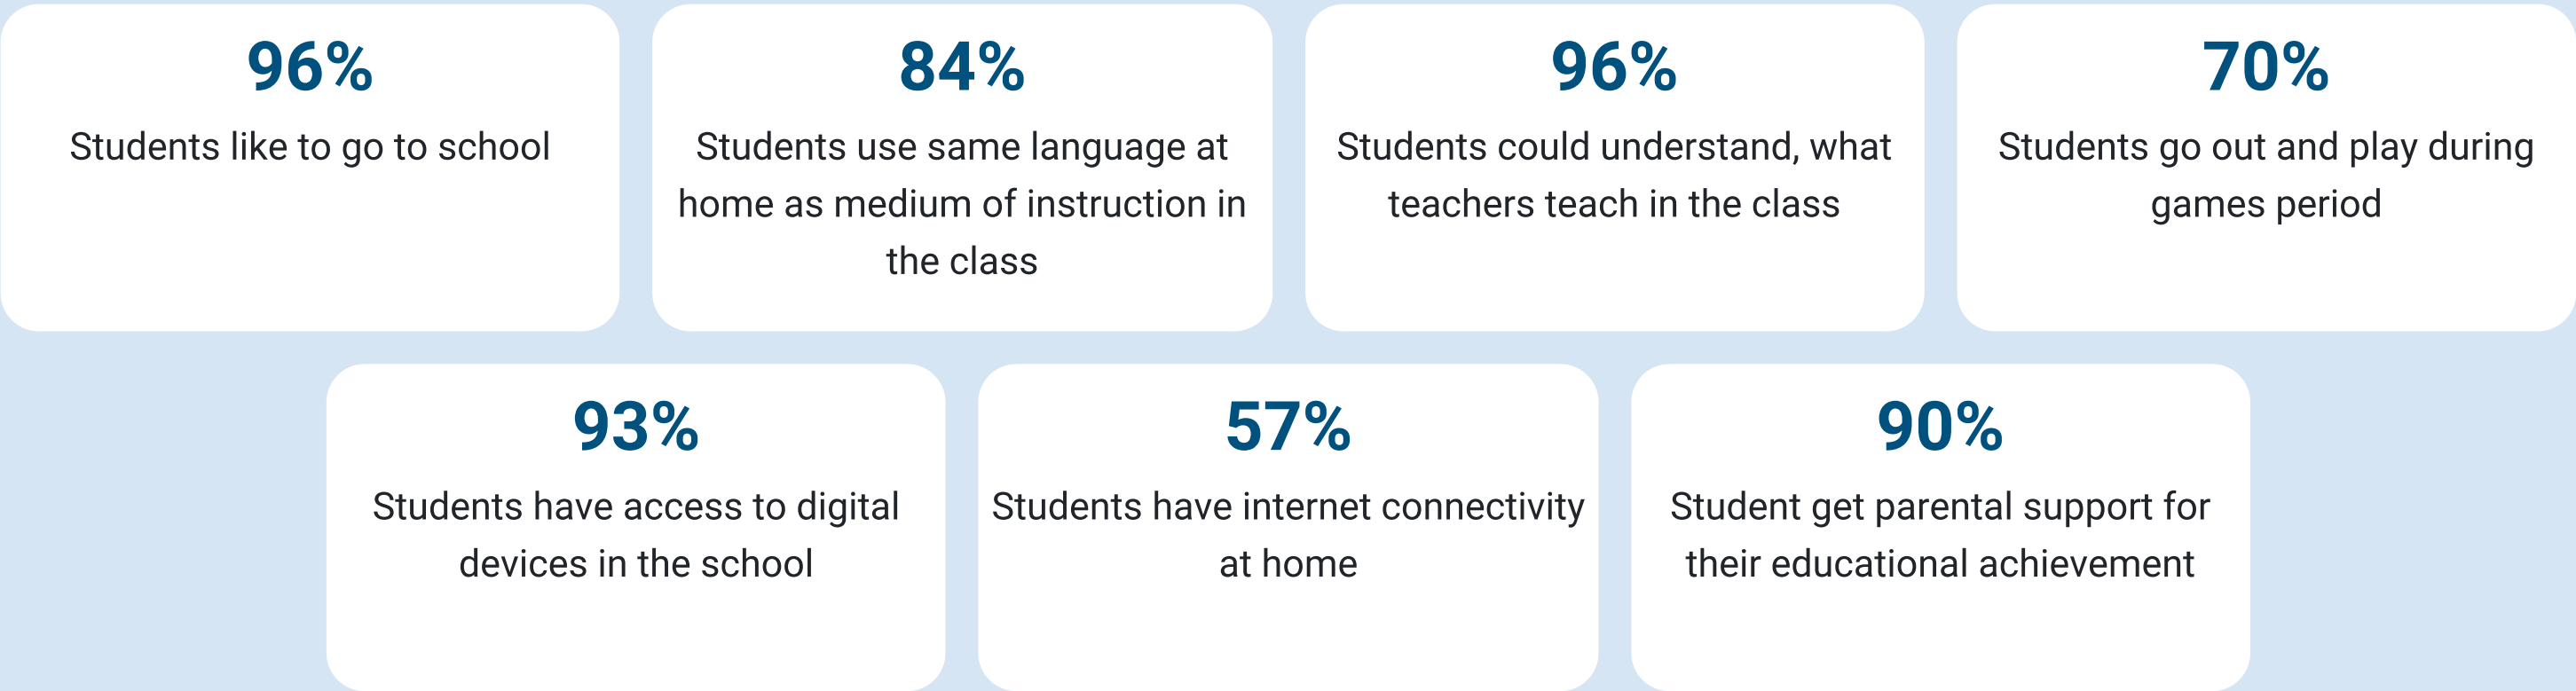 96%
Students like to go to school
84%
Students use same language at
home as medium of instruction in
the class
96%
Students could understand, what
teachers teach in the class
70%
Students go out and play during
games period
93%
Students have access to digital
devices in the school
57%
Students have internet connectivity
at home
90%
Student get parental support for
their educational achievement